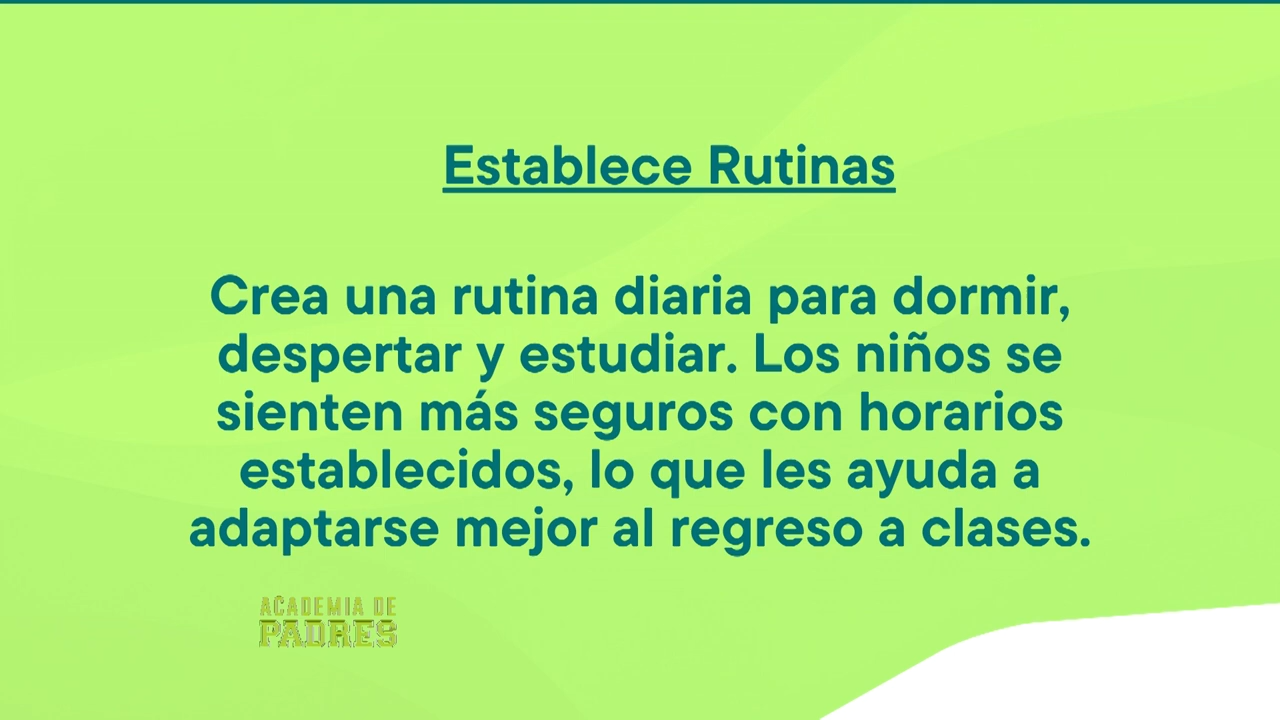 Establece Rutinas
Crea una rutina diaria para dormir,
despertar y estudiar. Los niños se
sienten más seguros con horarios
establecidos, lo que les ayuda a
adaptarse mejor al regreso a clases.
ACADEMIA DE
PADRES